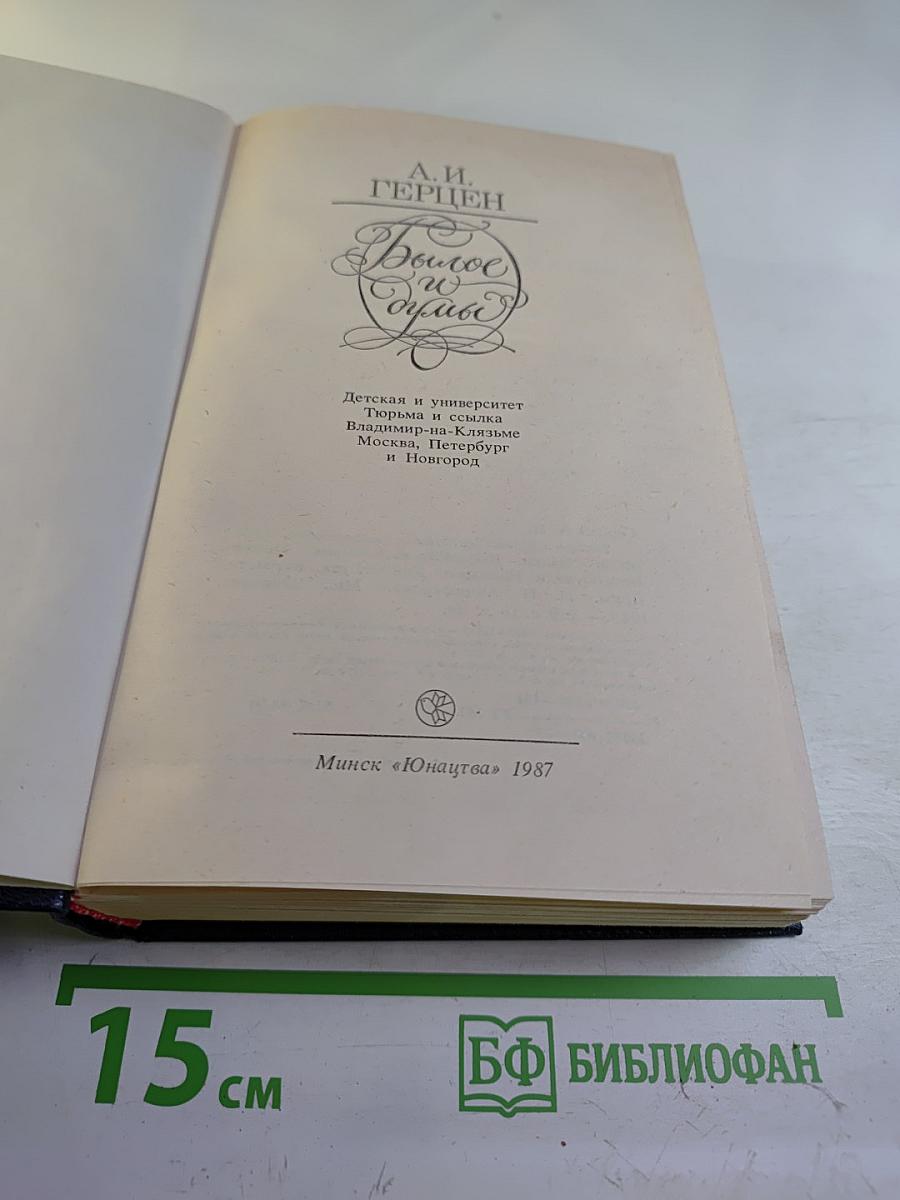 А. И.
ГЕРЦЕН
Былое
и
думы
Детская и университет
Тюрьма и ссылка
Владимир-на-Клязьме
Москва, Петербург
и Новгород
Минск «Юнацтва» 1987
15 см
БФ БИБЛИОФАН